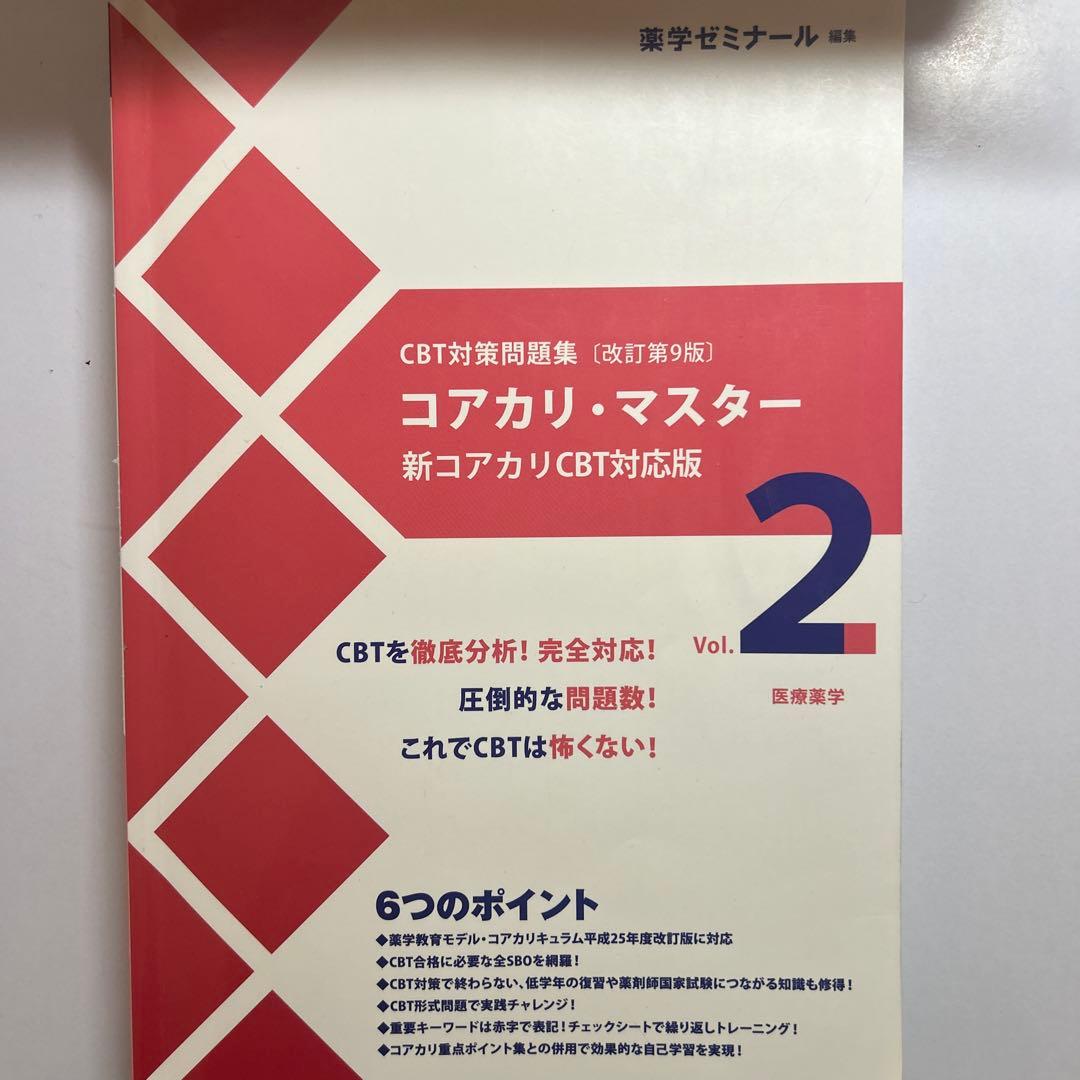 薬学ゼミナール 編集
CBT対策問題集〔改訂第9版〕
コアカリ・マスター
新コアカリCBT対応版
Vol.2
医療薬学
CBTを徹底分析！完全対応！
圧倒的な問題数！
これでCBTは怖くない！
6つのポイント
◆薬学教育モデル・コアカリキュラム平成25年度改訂版に対応
◆CBT合格に必要な全SBOを網羅！
◆CBT対策で終わらない、低学年の復習や薬剤師国家試験につながる知識も修得！
◆CBT形式問題で実践チャレンジ！
◆重要キーワードは赤字で表記！チェックシートで繰り返しトレーニング！
◆コアカリ重点ポイント集との併用で効果的な自己学習を実現！